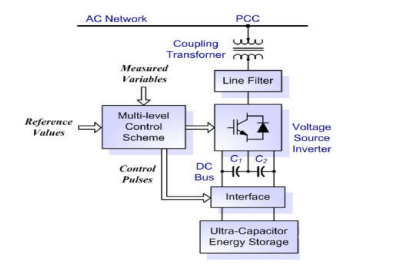 AC Network
PCC
Coupling
Transforner
Measured
Variables
Line Filter
Reference
Values
Multi-level
Control
Scheme
Voltage
Source
Inverter
DC
Bus
C1
C2
Control
Pulses
Interface
Ultra-Capacitor
Energy Storage